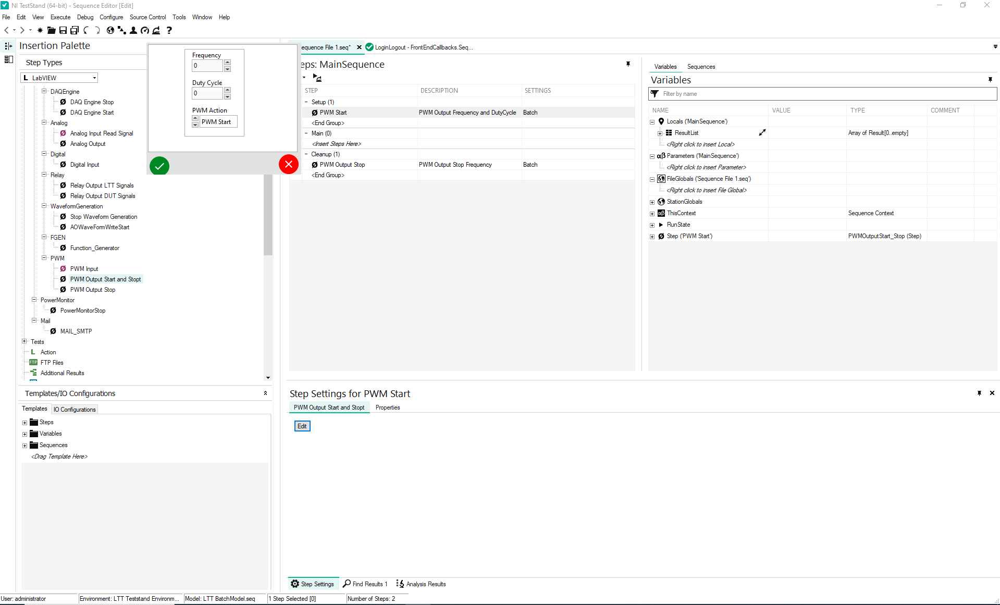 NI TestStand (64-bit) - Sequence Editor [Edit]
File Edit View Execute Debug Configure Source Control Tools Window Help
Insertion Palette
Step Types
L LabVIEW
DAQEngine
DAQ Engine Stop
DAQ Engine Start
Analog
Analog Input Read Signal
Analog Output
Digital
Digital Input
Relay
Relay Output LTT Signals
Relay Output DUT Signals
WaveformGeneration
Stop Waveform Generation
AOWaveFormWriteStart
FGEN
Function_Generator
PWM
PWM Input
PWM Output Start and Stopt
PWM Output Stop
PowerMonitor
PowerMonitorStop
Mail
MAIL_SMTP
Tests
L Action
FTP FTP Files
Additional Results
Templates/IO Configurations
Templates IO Configurations
Steps
Variables
Sequences
<Drag Template Here>
Frequency
0
Duty Cycle
0
PWM Action
PWM Start
equence File 1.seq* LoginLogout - FrontEndCallbacks.Seq...
eps: MainSequence
STEP DESCRIPTION SETTINGS
Setup (1)
PWM Start PWM Output Frequency and DutyCycle Batch
<End Group>
Main (0)
<Insert Steps Here>
Cleanup (1)
PWM Output Stop PWM Output Stop Frequency Batch
<End Group>
Variables Sequences
Variables
Filter by name
NAME VALUE TYPE COMMENT
Locals ('MainSequence')
ResultList Array of Result[0..empty]
<Right click to insert Local>
αβ Parameters ('MainSequence')
<Right click to insert Parameter>
FileGlobals ('Sequence File 1.seq')
<Right click to insert File Global>
StationGlobals
αβ ThisContext Sequence Context
RunState
Step ('PWM Start') PWMOutputStart_Stop (Step)
Step Settings for PWM Start
PWM Output Start and Stopt Properties
Edit
Step Settings Find Results 1 Analysis Results
User: administrator Environment: LTT Teststand Environm... Model: LTT BatchModel.seq 1 Step Selected [0] Number of Steps: 2